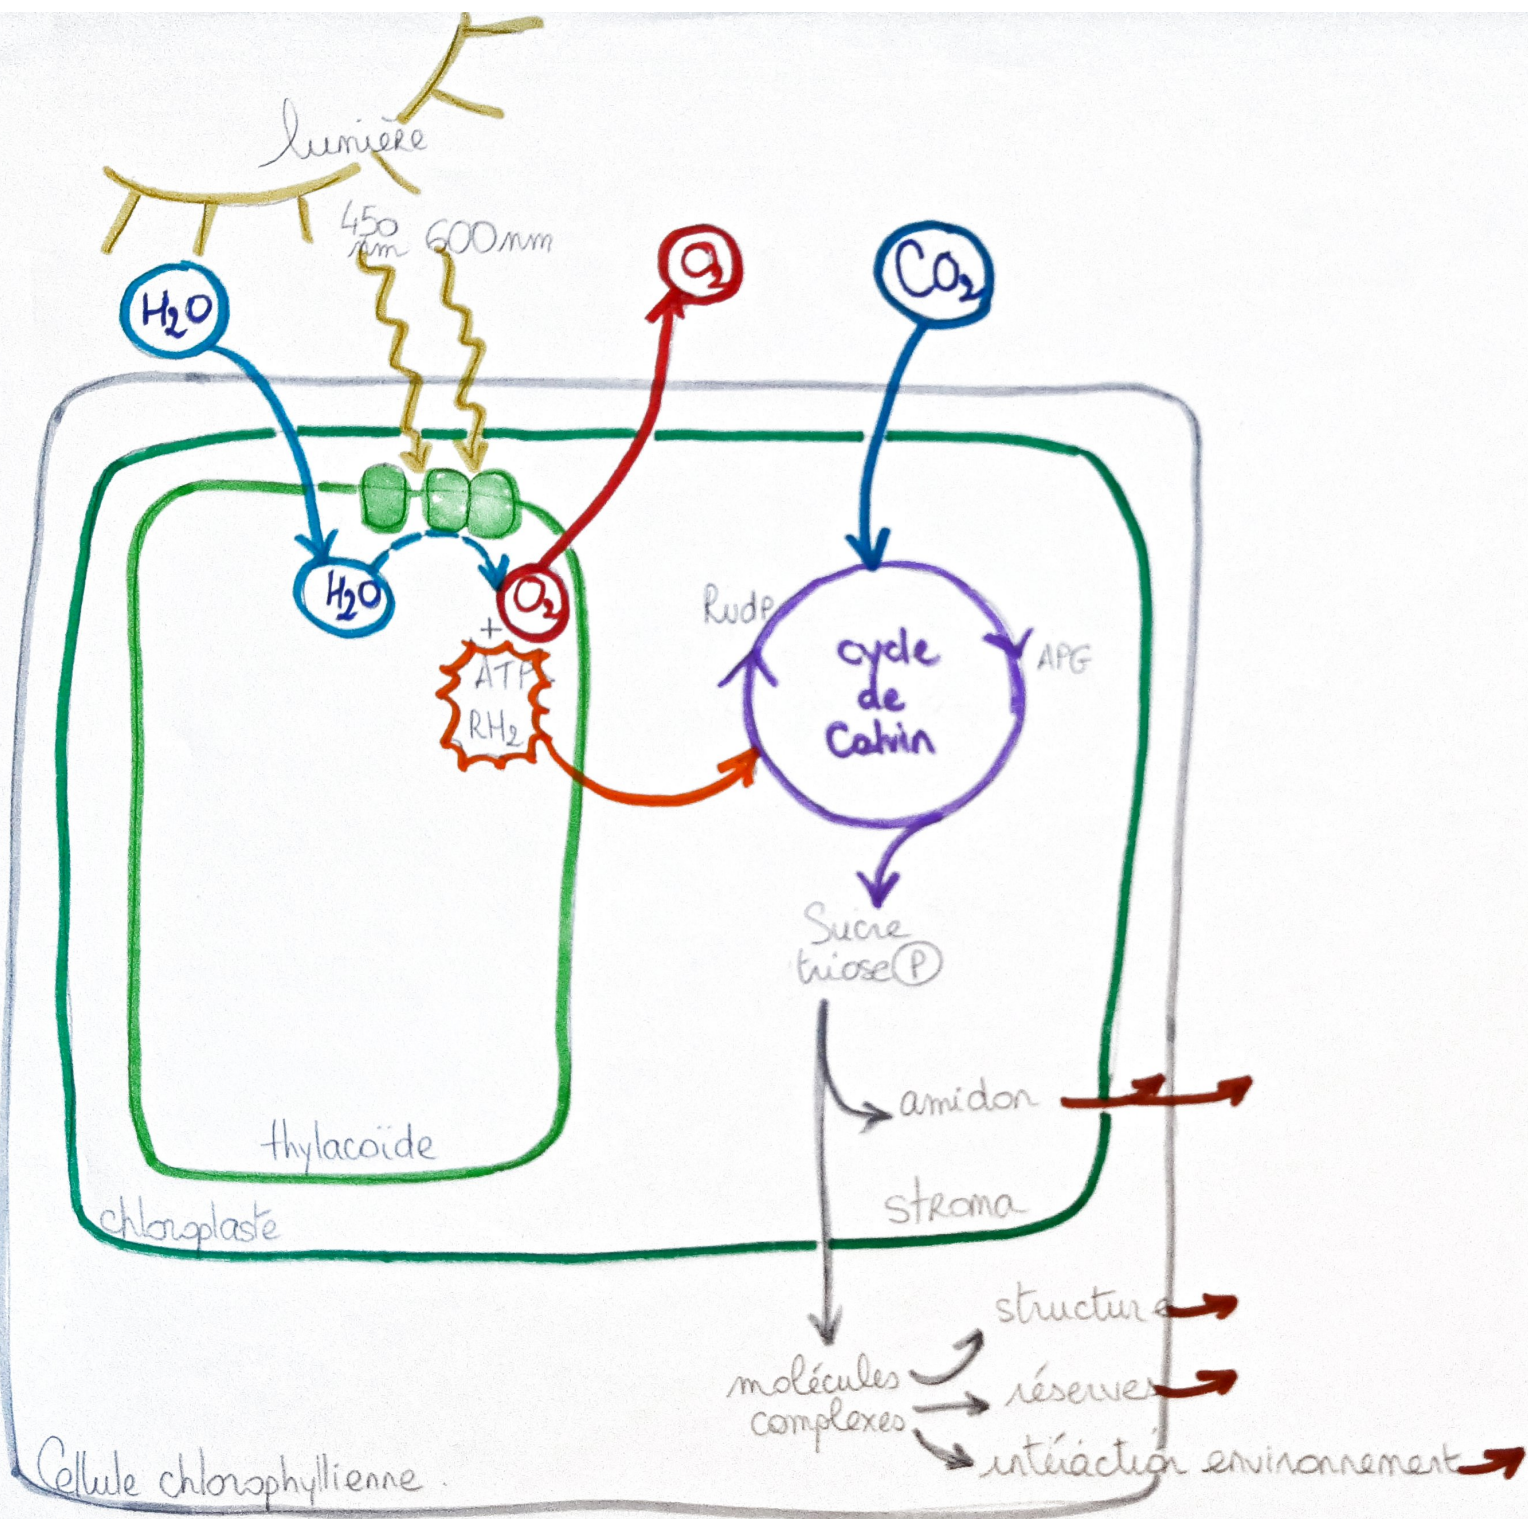 lumière
450
nm
600nm
H₂O
O₂
CO₂
H₂O
O₂
+
ATP
RH₂
Rudp
cycle
de
Calvin
APG
Sucre
triose P
amidon
thylacoïde
chloroplaste
stroma
structure
molécules
complexes
réserves
intéraction environnement
Cellule chlorophyllienne.